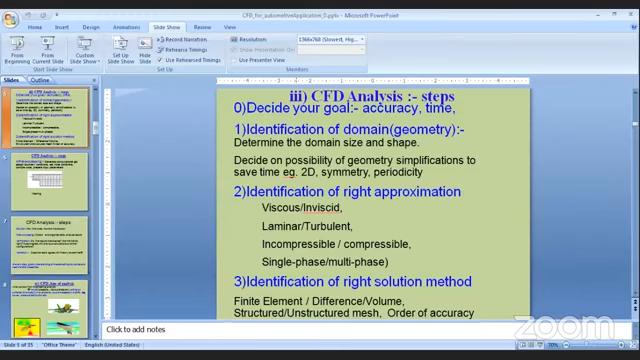 CFD_for_automotiveApplication_0.pptx - Microsoft PowerPoint
Home Insert Design Animations Slide Show Review View
From Beginning
From Current Slide
Custom Slide Show
Set Up Slide Show
Hide Slide
Record Narration
Rehearse Timings
Use Rehearsed Timings
Resolution: 1366x768 (Slowest, Hig...
Show Presentation On:
Use Presenter View
Start Slide Show
Set Up
Monitors
Slides Outline
iii) CFD Analysis :- steps
0)Decide your goal:- accuracy, time,
1)Identification of domain(geometry):-
Determine the domain size and shape.
Decide on possibility of geometry simplifications to
save time eg. 2D, symmetry, periodicity
2)Identification of right approximation
Viscous/Inviscid,
Laminar/Turbulent,
Incompressible / compressible,
Single-phase/multi-phase)
3)Identification of right solution method
Finite Element / Difference/Volume,
Structured/Unstructured mesh, Order of accuracy
Click to add notes
Slide 5 of 35 "Office Theme" English (United States) 70%
zoom